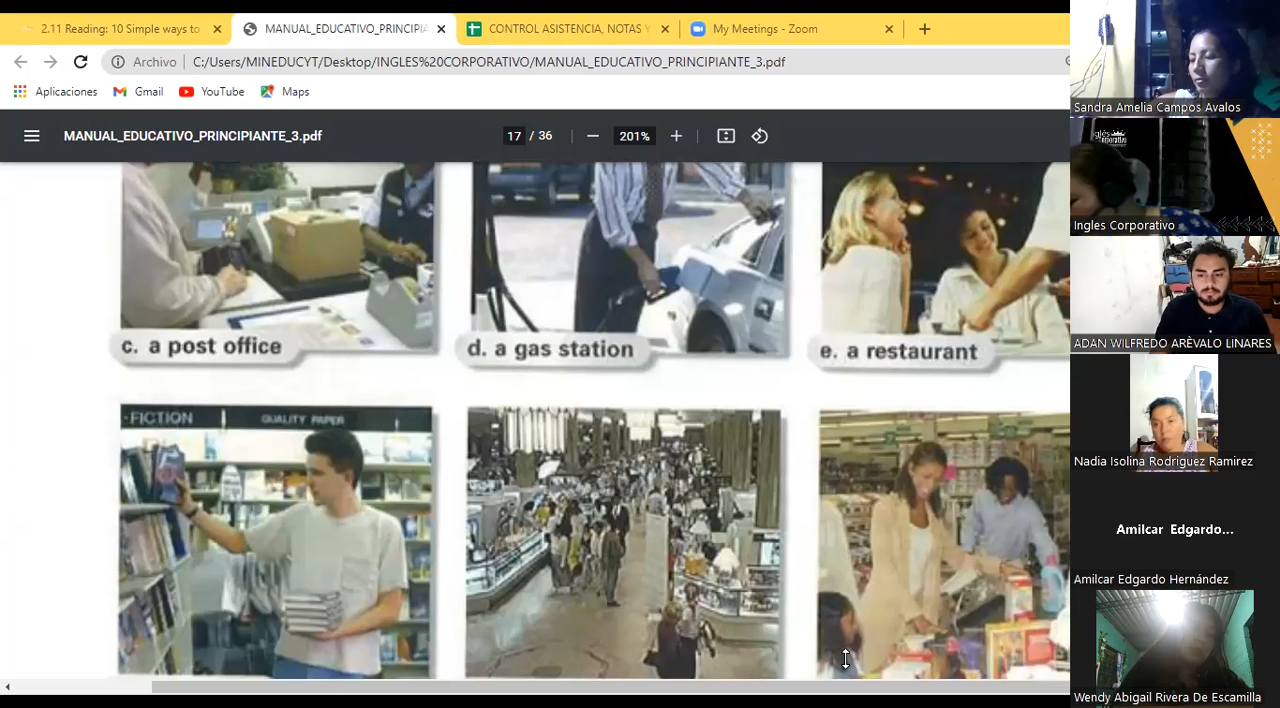 2.11 Reading: 10 Simple ways to
MANUAL_EDUCATIVO_PRINCIPIA
CONTROL ASISTENCIA, NOTAS Y
My Meetings - Zoom
Archivo
C:/Users/MINEDUCYT/Desktop/INGLES%20CORPORATIVO/MANUAL_EDUCATIVO_PRINCIPIANTE_3.pdf
Aplicaciones
Gmail
YouTube
Maps
MANUAL_EDUCATIVO_PRINCIPIANTE_3.pdf
17 / 36
201%
c. a post office
d. a gas station
e. a restaurant
-FICTION
QUALITY PAPER
Sandra Amelia Campos Avalos
Ingles Corporativo
ADAN WILFREDO ARÈVALO LINARES
Nadia Isolina Rodriguez Ramirez
Amilcar Edgardo...
Amilcar Edgardo Hernández
Wendy Abigail Rivera De Escamilla